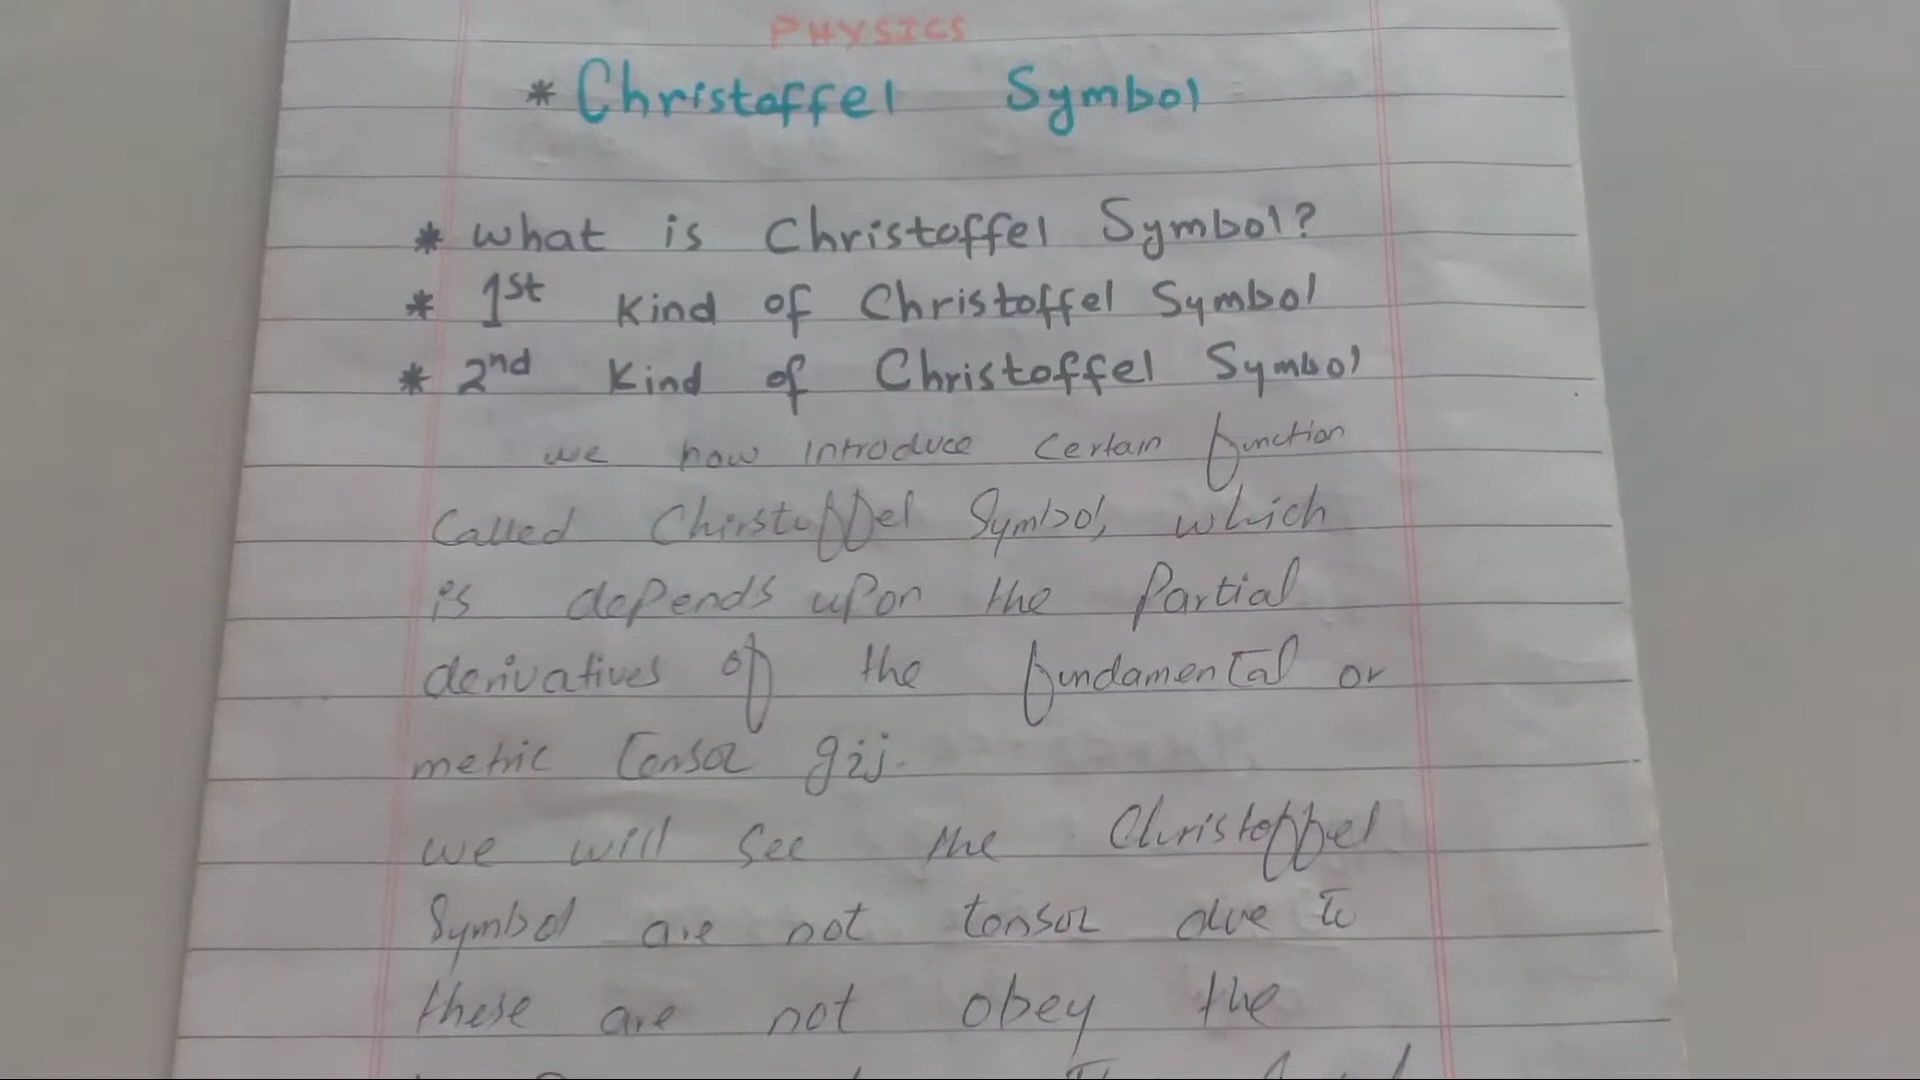 PHYSICS
* Christoffel Symbol
* what is Christoffel Symbol?
* 1st Kind of Christoffel Symbol
* 2nd Kind of Christoffel Symbol
we now introduce certain function
Called Chirstoffel Symbol, which
is depends upon the Partial
derivatives of the fundamental or
metric Tensor gij.
we will see the Christoffel
Symbol are not tensor due to
these are not obey the